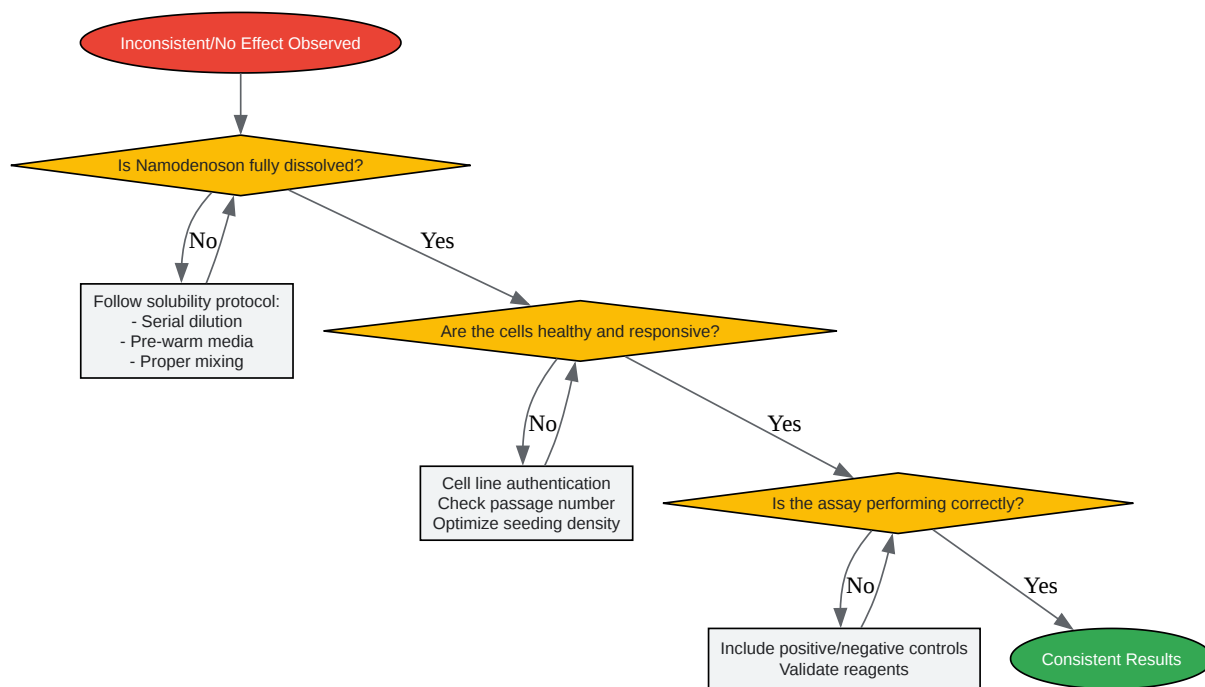 Inconsistent/No Effect Observed
Is Namodenoson fully dissolved?
No
Yes
Follow solubility protocol:
- Serial dilution
- Pre-warm media
- Proper mixing
Are the cells healthy and responsive?
No
Yes
Cell line authentication
Check passage number
Optimize seeding density
Is the assay performing correctly?
No
Yes
Include positive/negative controls
Validate reagents
Consistent Results